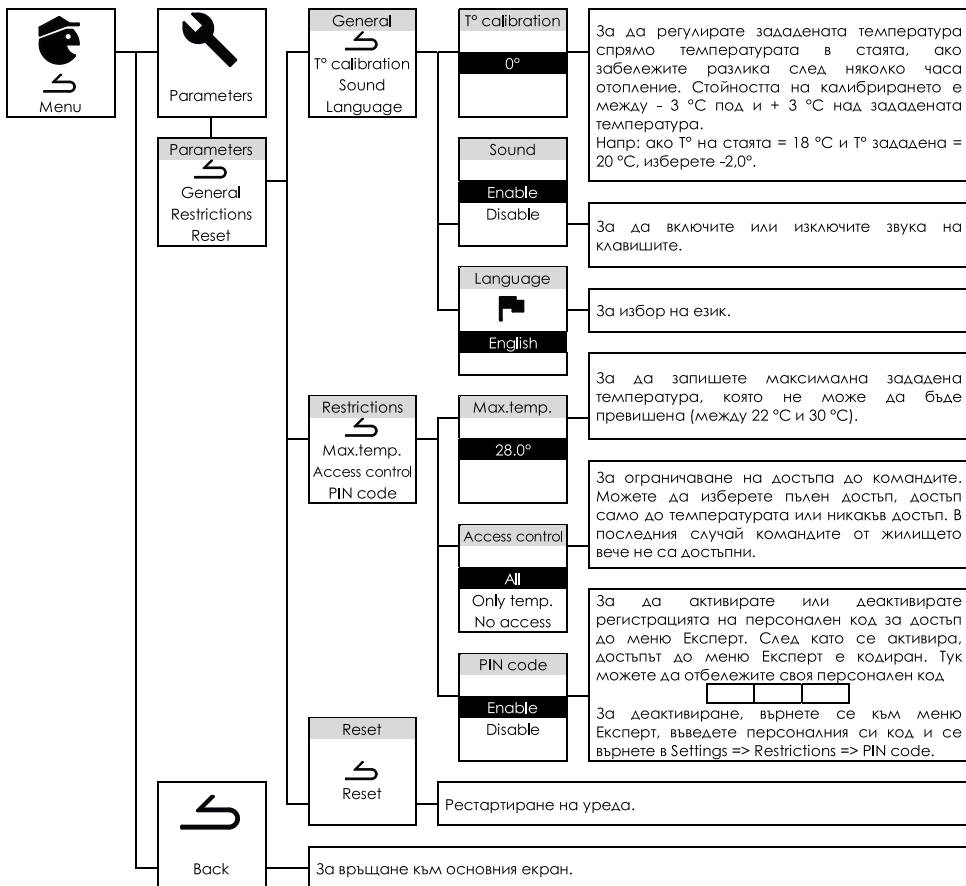 Menu
Parameters
Parameters
General
Restrictions
Reset
General
T° calibration
Sound
Language
T° calibration
0°
За да регулирате зададената температура
спрямо температурата в стаята, ако
забележите разлика след няколко часа
отопление. Стойността на калибрирането е
между - 3 °C под и + 3 °C над зададената
температура.
Напр: ако Т° на стаята = 18 °C и Т° зададена =
20 °C, изберете -2,0°.
Sound
Enable
Disable
За да включите или изключите звука на
клавишите.
Language
English
За избор на език.
Restrictions
Max.temp.
Access control
PIN code
Max.temp.
28.0°
За да запишете максимална зададена
температура, която не може да бъде
превишена (между 22 °C и 30 °C).
Access control
All
Only temp.
No access
За ограничаване на достъпа до командите.
Можете да изберете пълен достъп, достъп
само до температурата или никакъв достъп. В
последния случай командите от жилището
вече не са достъпни.
PIN code
Enable
Disable
За да активирате или деактивирате
регистрацията на персонален код за достъп
до меню Експерт. След като се активира,
достъпът до меню Експерт е кодиран. Тук
можете да отбележите своя персонален код
За деактивиране, върнете се към меню
Експерт, въведете персоналния си код и се
върнете в Settings => Restrictions => PIN code.
Reset
Reset
Рестартиране на уреда.
Back
За връщане към основния екран.